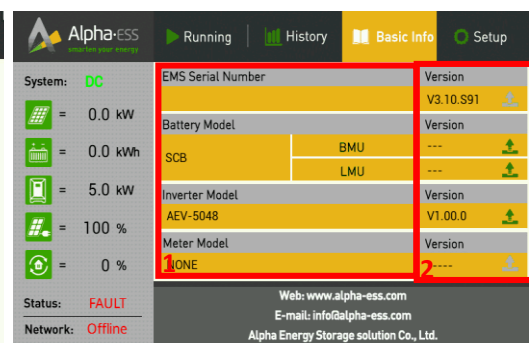 Alpha·ESS
smarten your energy
Running
History
Basic Info
Setup
System: DC
= 0.0 kW
= 0.0 kWh
= 5.0 kW
= 100 %
= 0 %
Status: FAULT
Network: Offline
EMS Serial Number
Version
V3.10.S91
Battery Model
Version
SCB
BMU
---
LMU
---
Inverter Model
Version
AEV-5048
V1.00.0
Meter Model
Version
NONE
----
1
2
Web: www.alpha-ess.com
E-mail: info@alpha-ess.com
Alpha Energy Storage solution Co., Ltd.